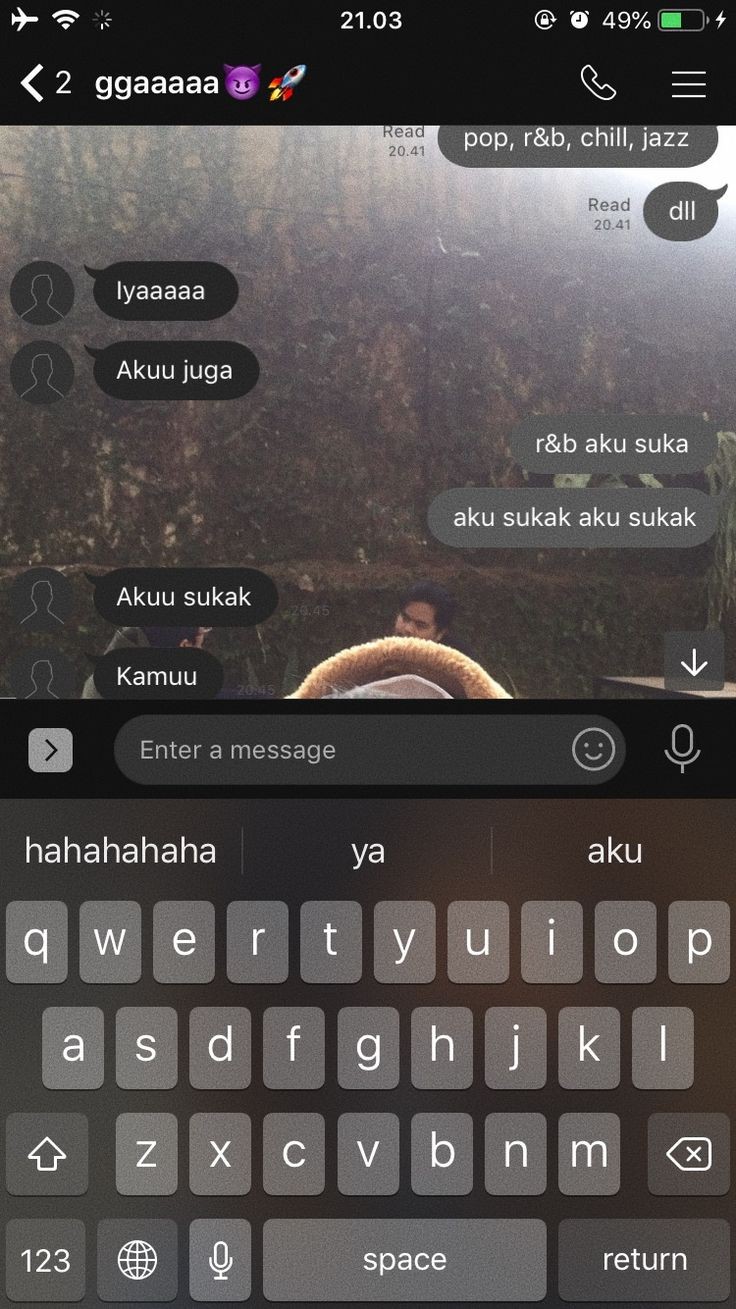 21.03
49%
2 ggaaaaa😈🚀
Read
20.41
pop, r&b, chill, jazz
Read
20.41
dll
Iyaaaaa
Akuu juga
r&b aku suka
aku sukak aku sukak
Akuu sukak
20.45
Kamuu
20.45
Enter a message
hahahahaha ya aku
q w e r t y u i o p
a s d f g h j k l
z x c v b n m
123 space return